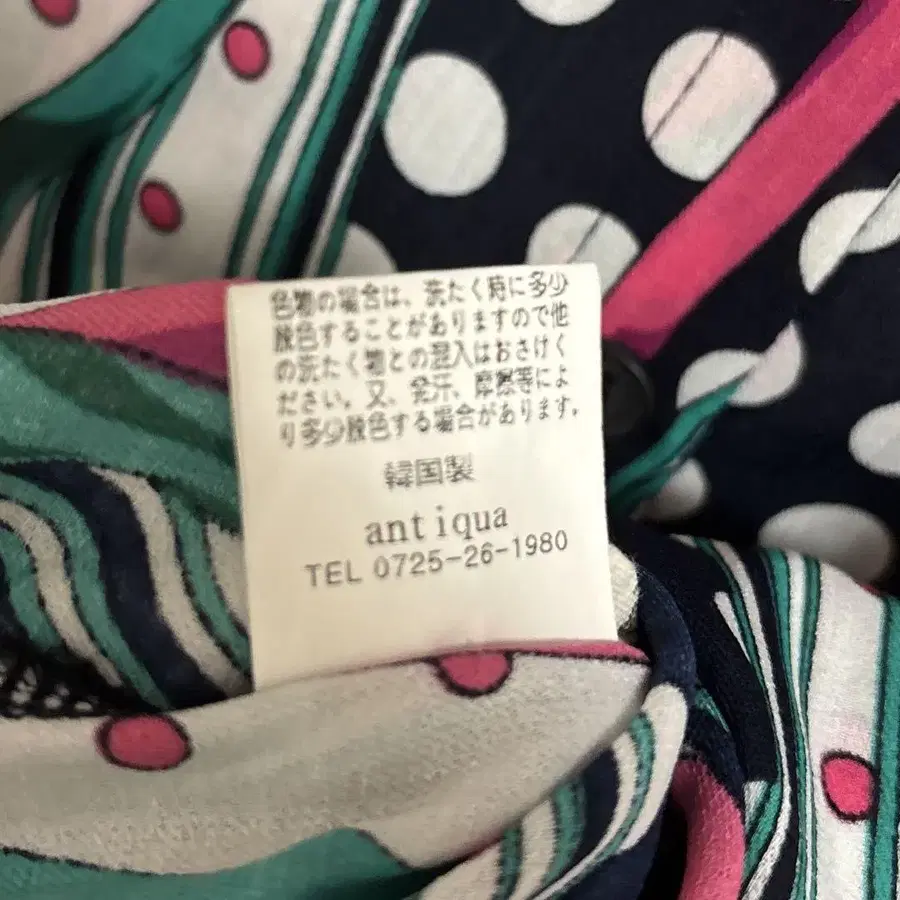 色物の場合は、洗たく時に多少
脱色することがありますので他
の洗たく物との混入はおさけく
ださい。又、発汗、摩擦等によ
り多少脱色する場合があります。
韓国製
antiqua
TEL 0725-26-1980